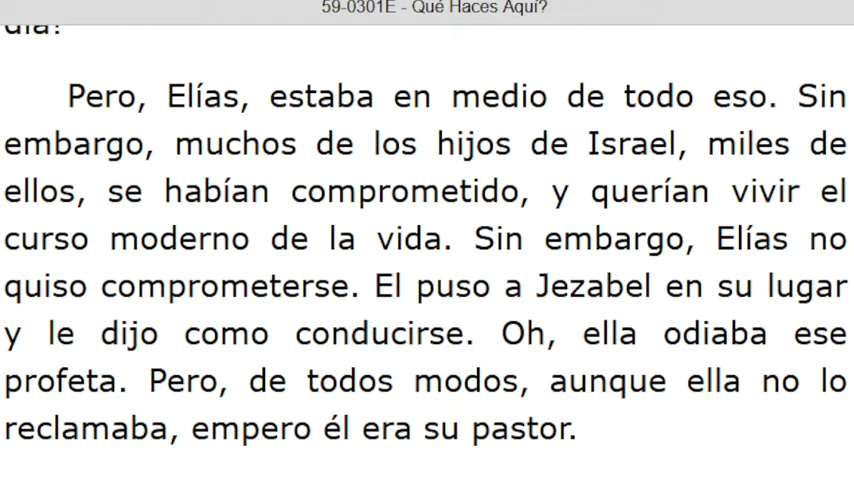 59-0301E - Qué Haces Aquí?
día?
Pero, Elías, estaba en medio de todo eso. Sin
embargo, muchos de los hijos de Israel, miles de
ellos, se habían comprometido, y querían vivir el
curso moderno de la vida. Sin embargo, Elías no
quiso comprometerse. El puso a Jezabel en su lugar
y le dijo como conducirse. Oh, ella odiaba ese
profeta. Pero, de todos modos, aunque ella no lo
reclamaba, empero él era su pastor.